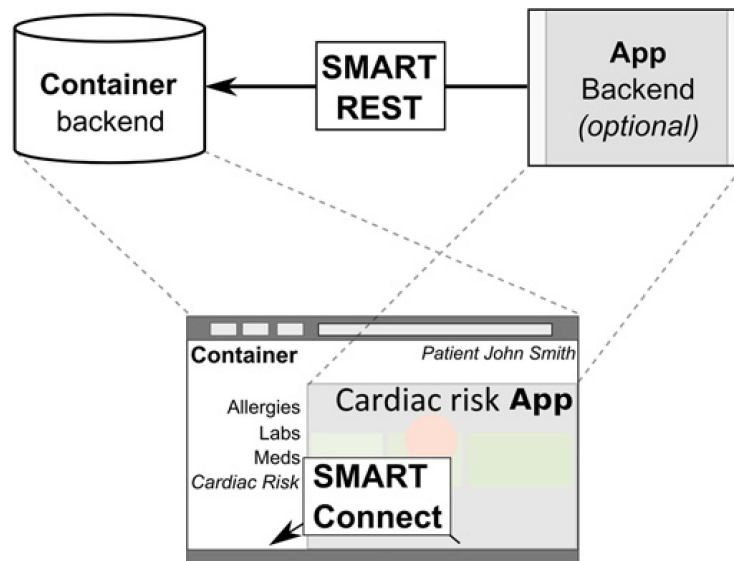 Container
backend
SMART
REST
App
Backend
(optional)
Container
Patient John Smith
Allergies
Labs
Meds
Cardiac Risk
Cardiac risk App
SMART
Connect